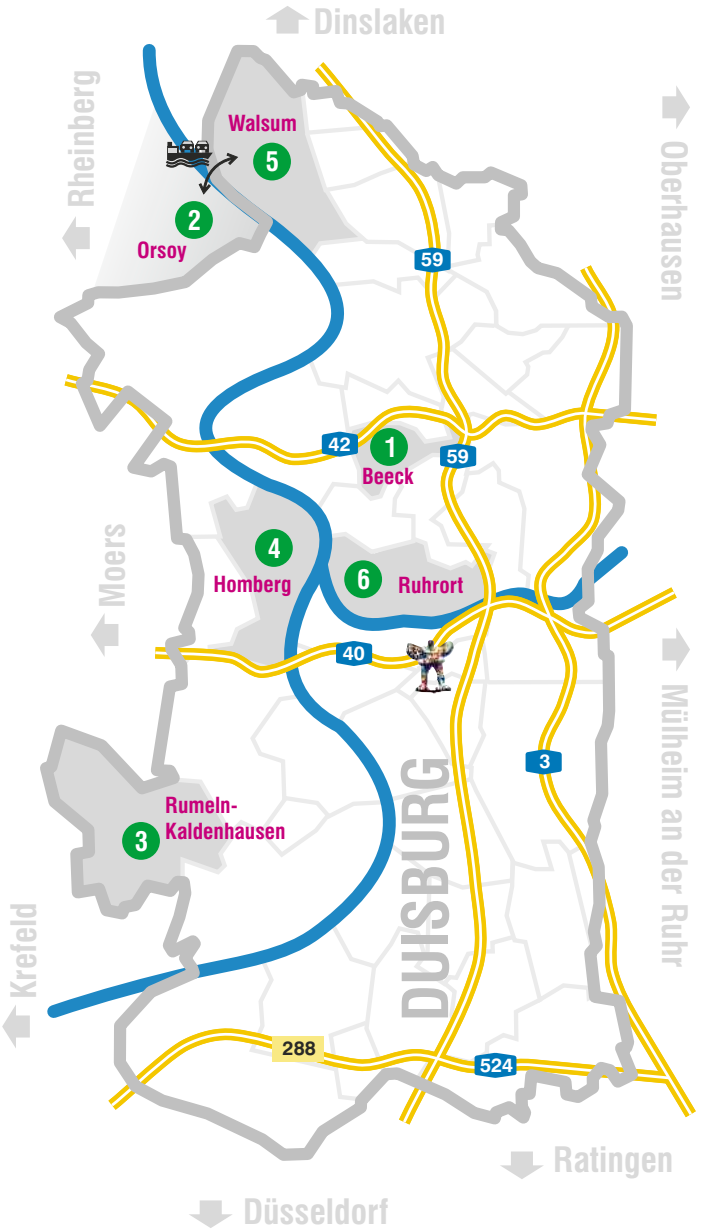 Dinslaken
Rheinberg
Oberhausen
Walsum
5
2
Orsoy
59
42
1
59
Beeck
Moers
4
Homberg
6
Ruhrort
40
Mülheim an der Ruhr
3
DUISBURG
Rumeln-
Kaldenhausen
3
Krefeld
288
524
Ratingen
Düsseldorf